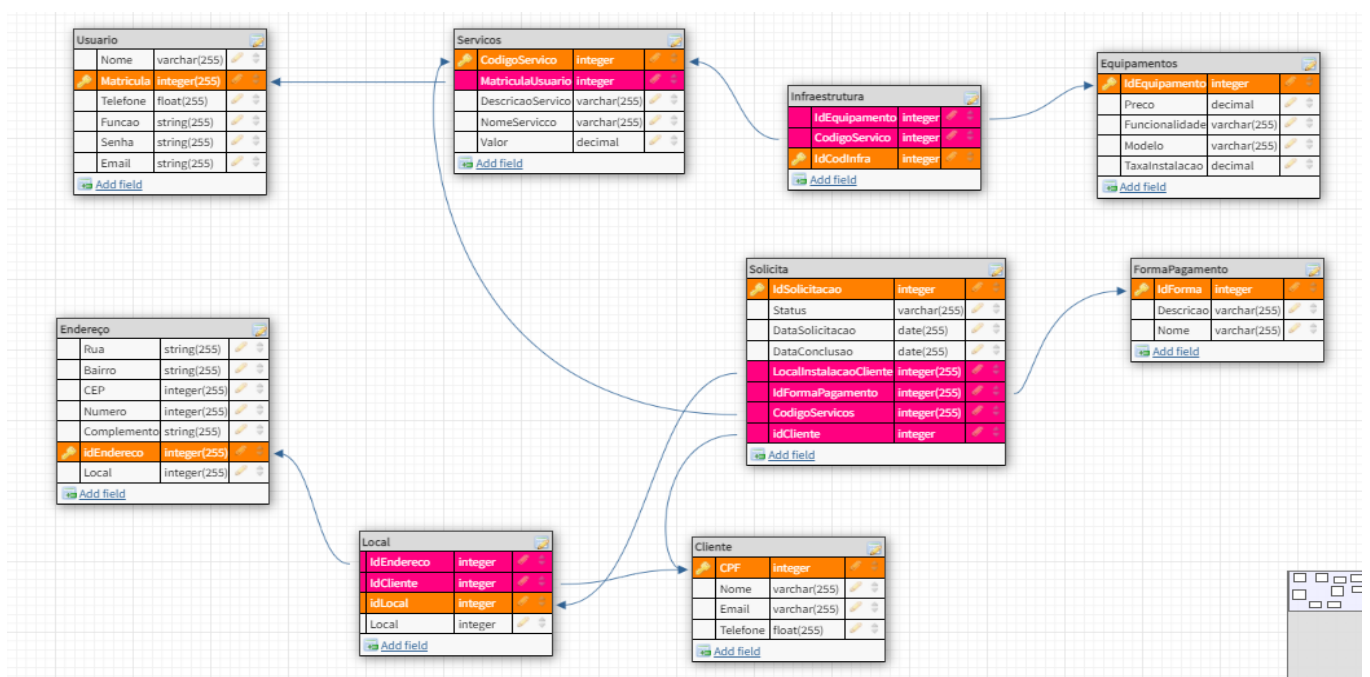 Usuario
Nome varchar(255)
Matricula integer(255)
Telefone float(255)
Funcao string(255)
Senha string(255)
Email string(255)
Add field
Servicos
CodigoServico integer
MatriculaUsuario integer
DescricaoServico varchar(255)
NomeServicco varchar(255)
Valor decimal
Add field
Infraestrutura
IdEquipamento integer
CodigoServico integer
IdCodInfra integer
Add field
Equipamentos
IdEquipamento integer
Preco decimal
Funcionalidade varchar(255)
Modelo varchar(255)
TaxaInstalacao decimal
Add field
Solicita
IdSolicitacao integer
Status varchar(255)
DataSolicitacao date(255)
DataConclusao date(255)
LocalInstalacaoCliente integer(255)
IdFormaPagamento integer(255)
CodigoServicos integer(255)
idCliente integer
Add field
FormaPagamento
IdForma integer
Descricao varchar(255)
Nome varchar(255)
Add field
Endereço
Rua string(255)
Bairro string(255)
CEP integer(255)
Numero integer(255)
Complemento string(255)
idEndereco integer(255)
Local integer(255)
Add field
Local
IdEndereco integer
IdCliente integer
idLocal integer
Local integer
Add field
Cliente
CPF integer
Nome varchar(255)
Email varchar(255)
Telefone float(255)
Add field